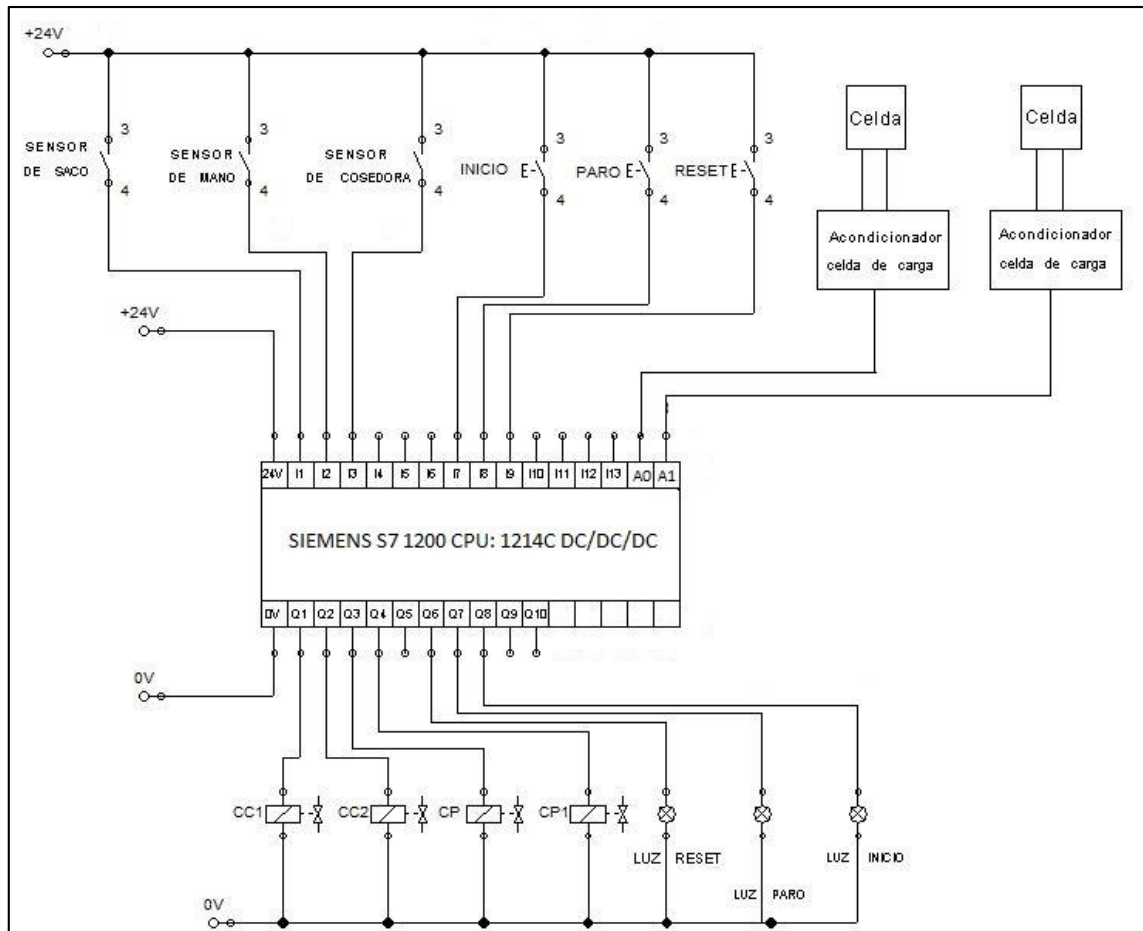 +24V
3
3
3
3
3
3
SENSOR
DE SACO
SENSOR
DE MANO
SENSOR
DE COSEDORA
INICIO
PARO
RESET
4
4
4
4
4
4
Celda
Celda
Acondicionador
celda de carga
Acondicionador
celda de carga
+24V
24V I1 I2 I3 I4 I5 I6 I7 I8 I9 I10 I11 I12 I13 A0 A1
SIEMENS S7 1200 CPU: 1214C DC/DC/DC
0V Q1 Q2 Q3 Q4 Q5 Q6 Q7 Q8 Q9 Q10
0V
CC1
CC2
CP
CP1
LUZ RESET
LUZ PARO
LUZ INICIO
0V